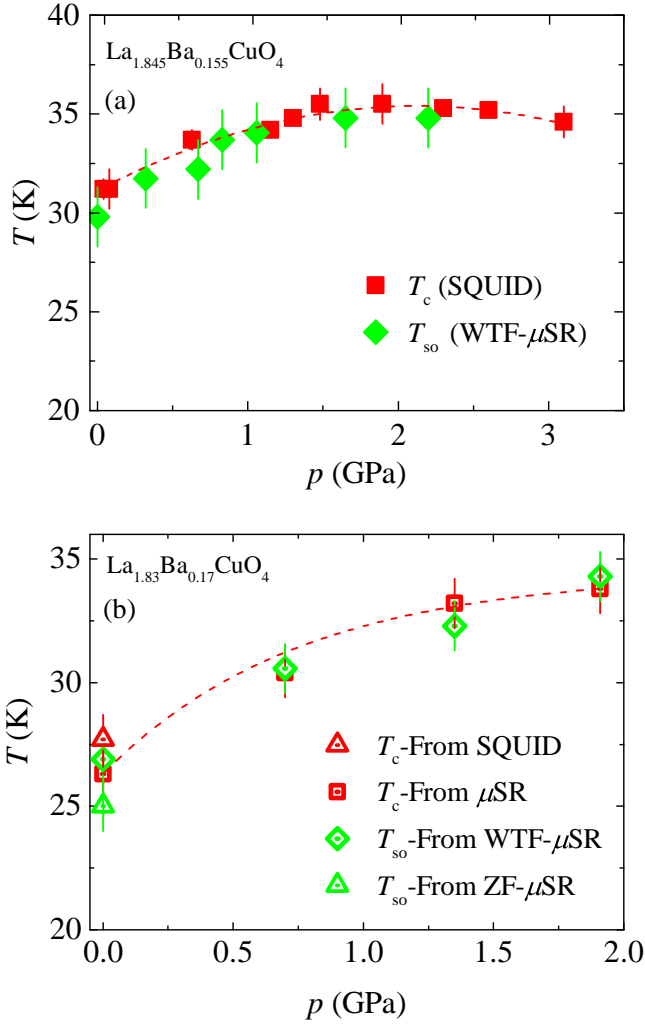 40
La1.845Ba0.155CuO4
(a)
35
30
T (K)
Tc (SQUID)
25
Tso (WTF-μSR)
20
0 1 2 3
p (GPa)
35
La1.83Ba0.17CuO4
(b)
30
T (K)
Tc-From SQUID
Tc-From μSR
25
Tso-From WTF-μSR
Tso-From ZF-μSR
20
0.0 0.5 1.0 1.5 2.0
p (GPa)